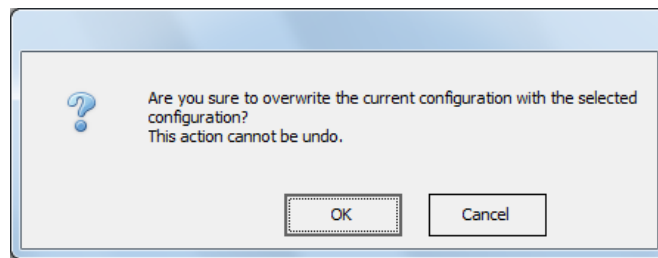 Are you sure to overwrite the current configuration with the selected
configuration?
This action cannot be undo.
OK
Cancel